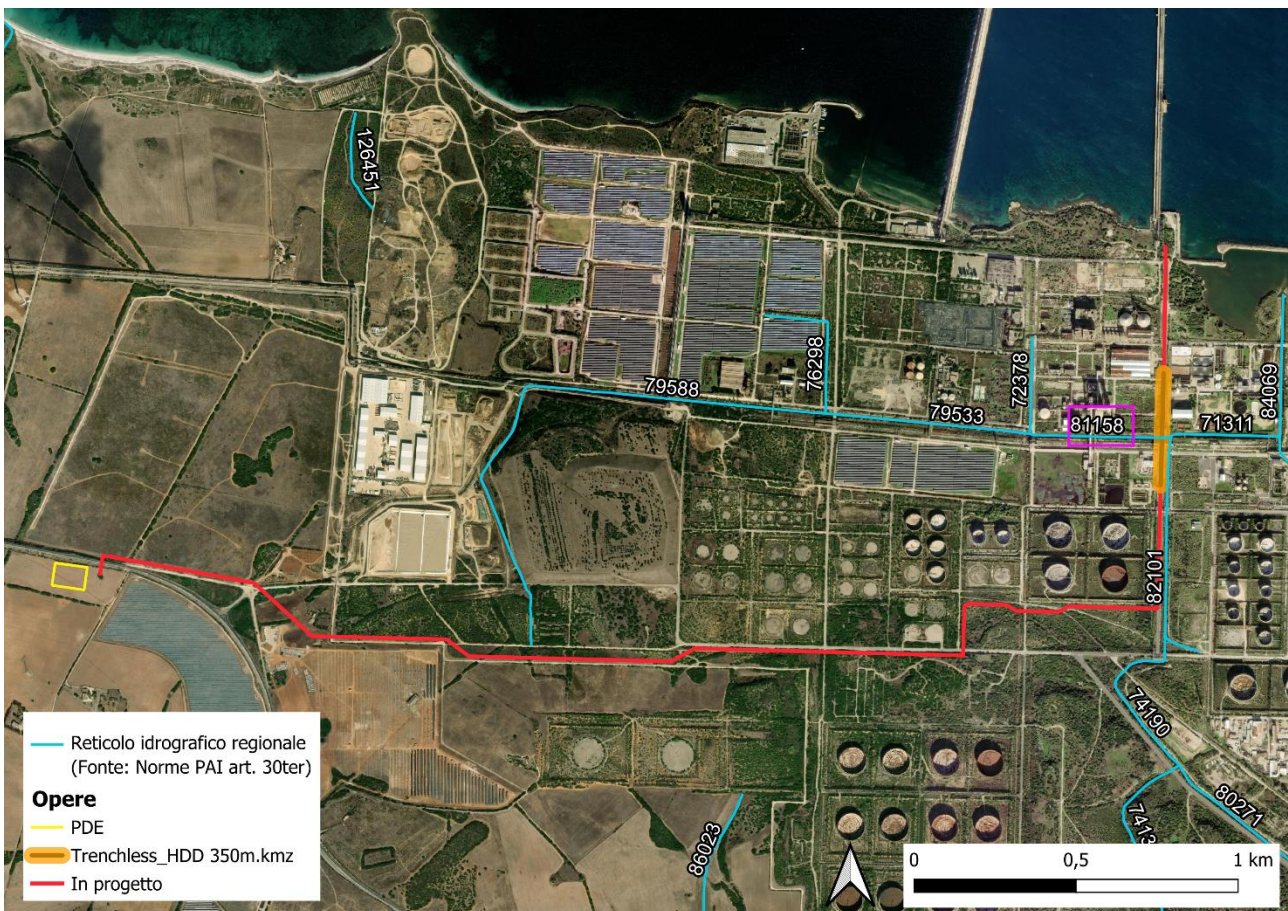 126451
76298
79588
72378
84069
79533
81158
71311
82101
74190
80271
7413
86023
Reticolo idrografico regionale
(Fonte: Norme PAI art. 30ter)
Opere
PDE
Trenchless_HDD 350m.kmz
In progetto
0
0,5
1 km